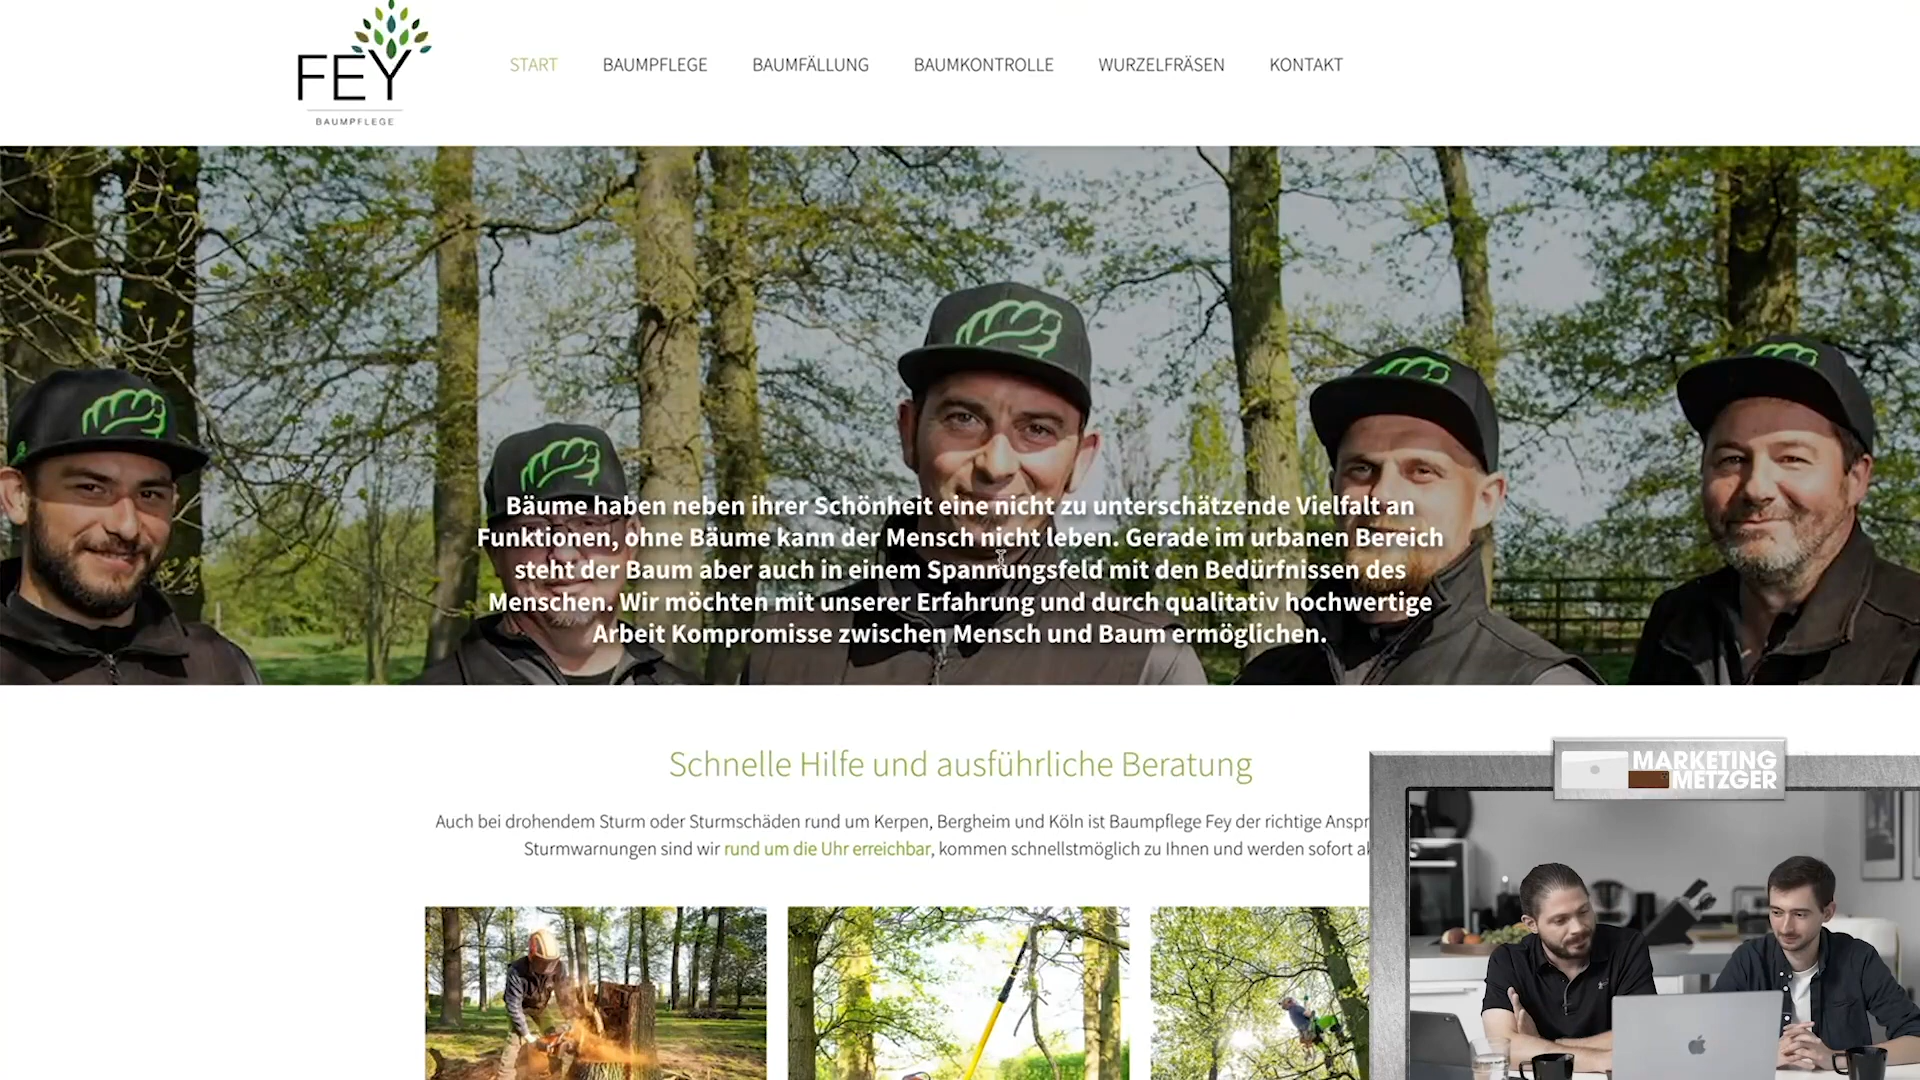 FEY
BAUMPFLEGE
START
BAUMPFLEGE
BAUMFÄLLUNG
BAUMKONTROLLE
WURZELFRÄSEN
KONTAKT
Bäume haben neben ihrer Schönheit eine nicht zu unterschätzende Vielfalt an
Funktionen, ohne Bäume kann der Mensch nicht leben. Gerade im urbanen Bereich
steht der Baum aber auch in einem Spannungsfeld mit den Bedürfnissen des
Menschen. Wir möchten mit unserer Erfahrung und durch qualitativ hochwertige
Arbeit Kompromisse zwischen Mensch und Baum ermöglichen.
Schnelle Hilfe und ausführliche Beratung
Auch bei drohendem Sturm oder Sturmschäden rund um Kerpen, Bergheim und Köln ist Baumpflege Fey der richtige Anspr
Sturmwarnungen sind wir rund um die Uhr erreichbar, kommen schnellstmöglich zu Ihnen und werden sofort ak
MARKETING
METZGER